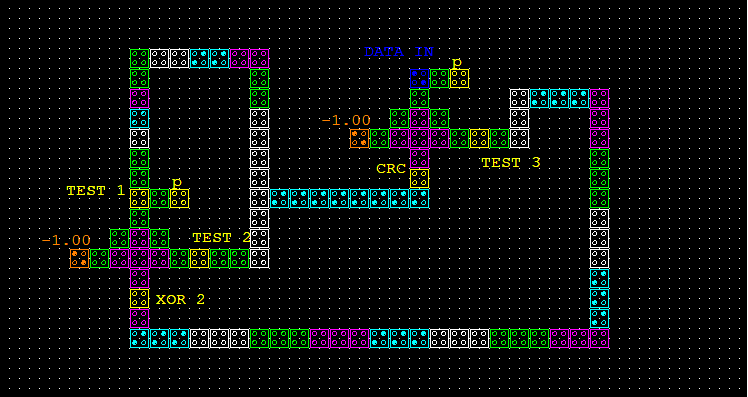 DATA IN
p
-1.00
TEST 3
CRC
p
TEST 1
TEST 2
-1.00
XOR 2